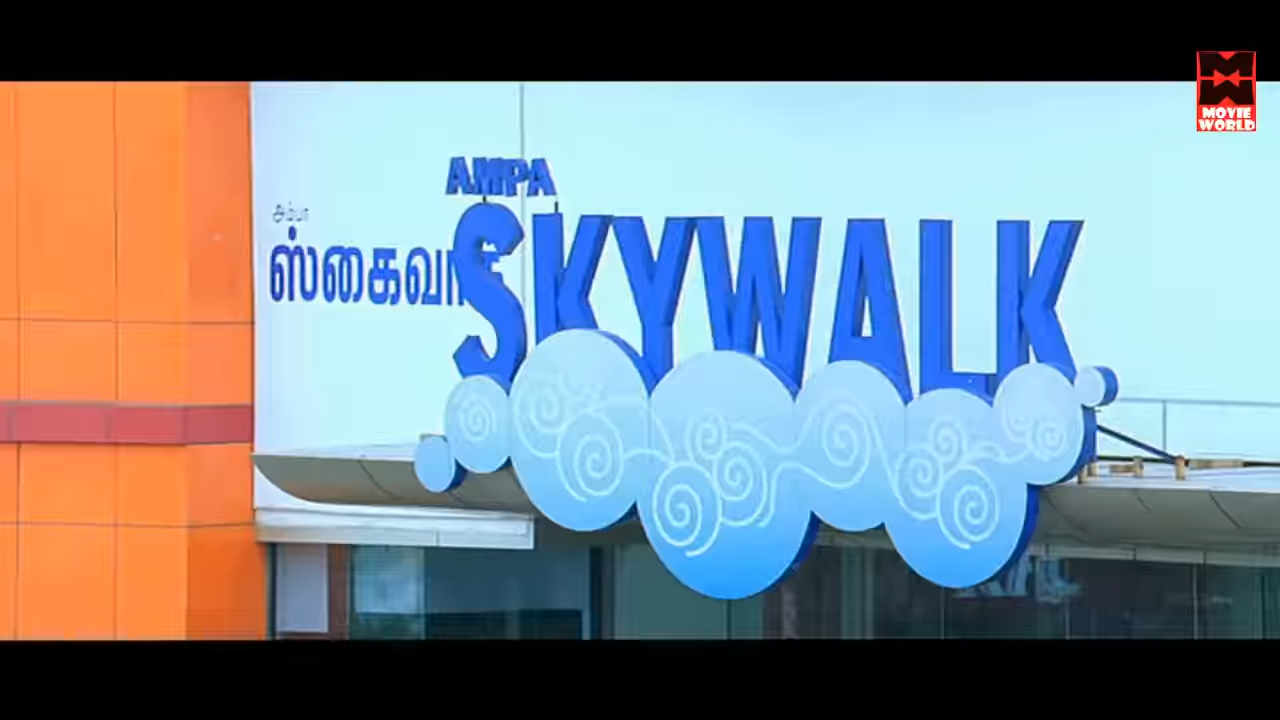 MOVIE
WORLD
AMPA
SKYWALK
அம்பா